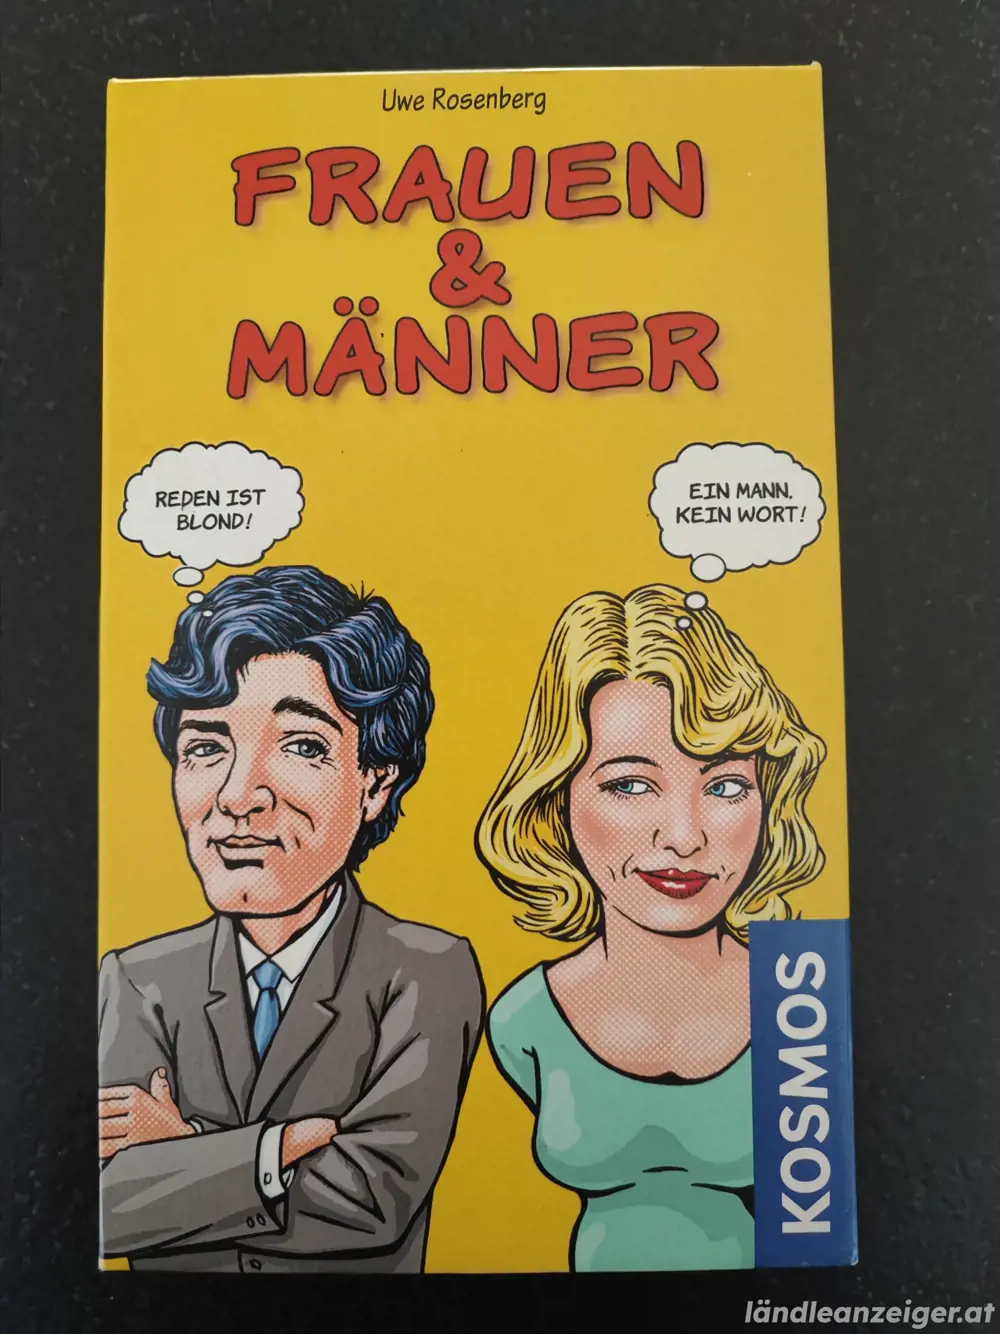 Uwe Rosenberg
FRAUEN
&
MÄNNER
REDEN IST
BLOND!
EIN MANN,
KEIN WORT!
KOSMOS
ländleanzeiger.at